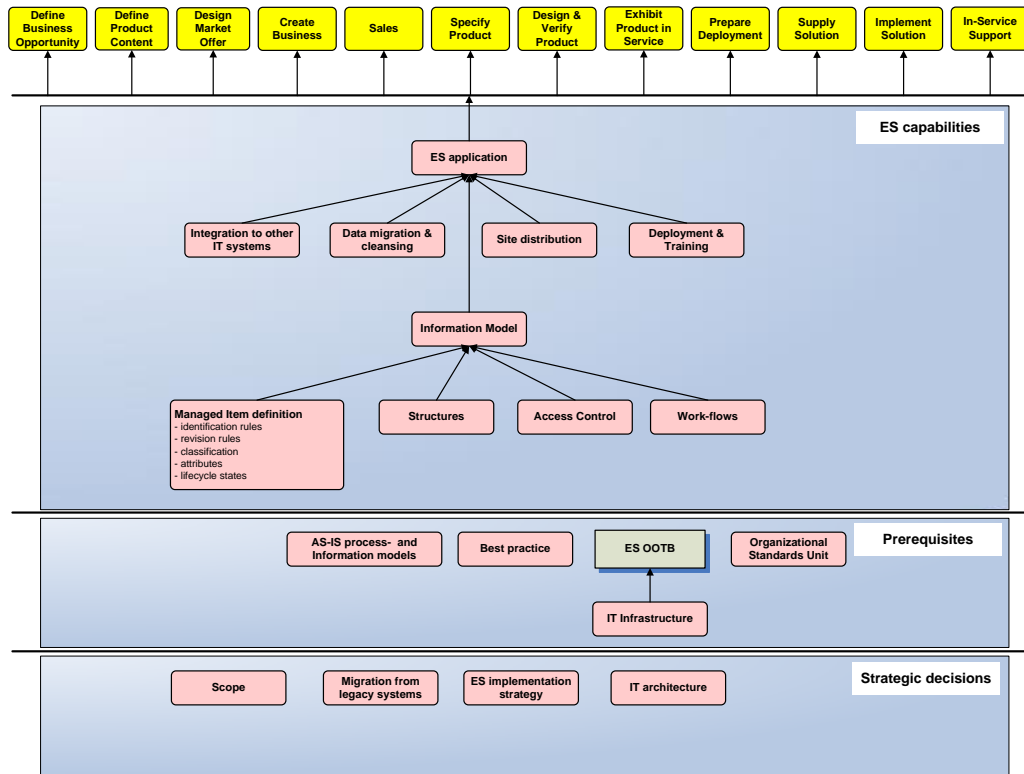 Define
Business
Opportunity
Define
Product
Content
Design
Market
Offer
Create
Business
Sales
Specify
Product
Design &
Verify
Product
Exhibit
Product in
Service
Prepare
Deployment
Supply
Solution
Implement
Solution
In-Service
Support
ES capabilities
ES application
Integration to other
IT systems
Data migration &
cleansing
Site distribution
Deployment &
Training
Information Model
Managed Item definition
- identification rules
- revision rules
- classification
- attributes
- lifecycle states
Structures
Access Control
Work-flows
Prerequisites
AS-IS process- and
Information models
Best practice
ES OOTB
Organizational
Standards Unit
IT Infrastructure
Strategic decisions
Scope
Migration from
legacy systems
ES implementation
strategy
IT architecture